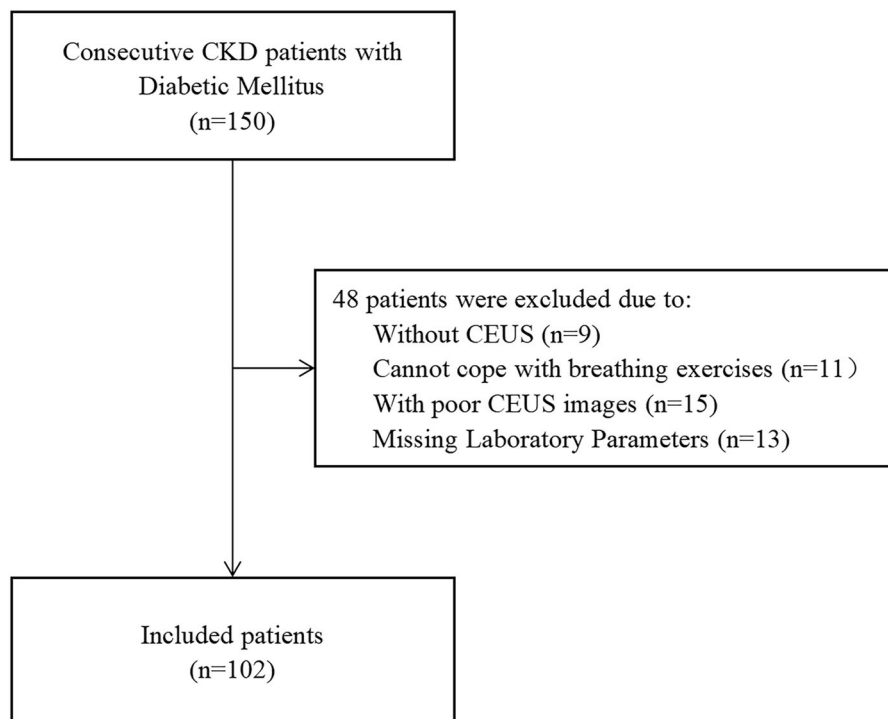 Consecutive CKD patients with
Diabetic Mellitus
(n=150)
48 patients were excluded due to:
Without CEUS (n=9)
Cannot cope with breathing exercises (n=11）
With poor CEUS images (n=15)
Missing Laboratory Parameters (n=13)
Included patients
(n=102)